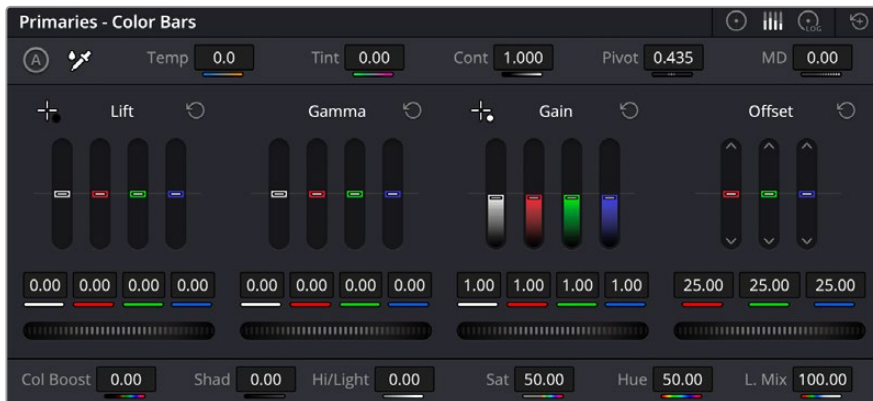 Primaries - Color Bars LOG
A Temp 0.0 Tint 0.00 Cont 1.000 Pivot 0.435 MD 0.00
Lift Gamma Gain Offset
0.00 0.00 0.00 0.00 0.00 0.00 0.00 0.00 1.00 1.00 1.00 1.00 25.00 25.00 25.00
Col Boost 0.00 Shad 0.00 Hi/Light 0.00 Sat 50.00 Hue 50.00 L. Mix 100.00